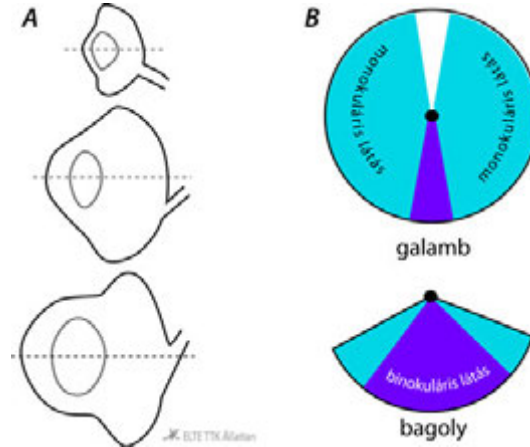 A
B
monokuláris látás
monokuláris látás
galamb
binokuláris látás
bagoly
ELTE TTK Állattan